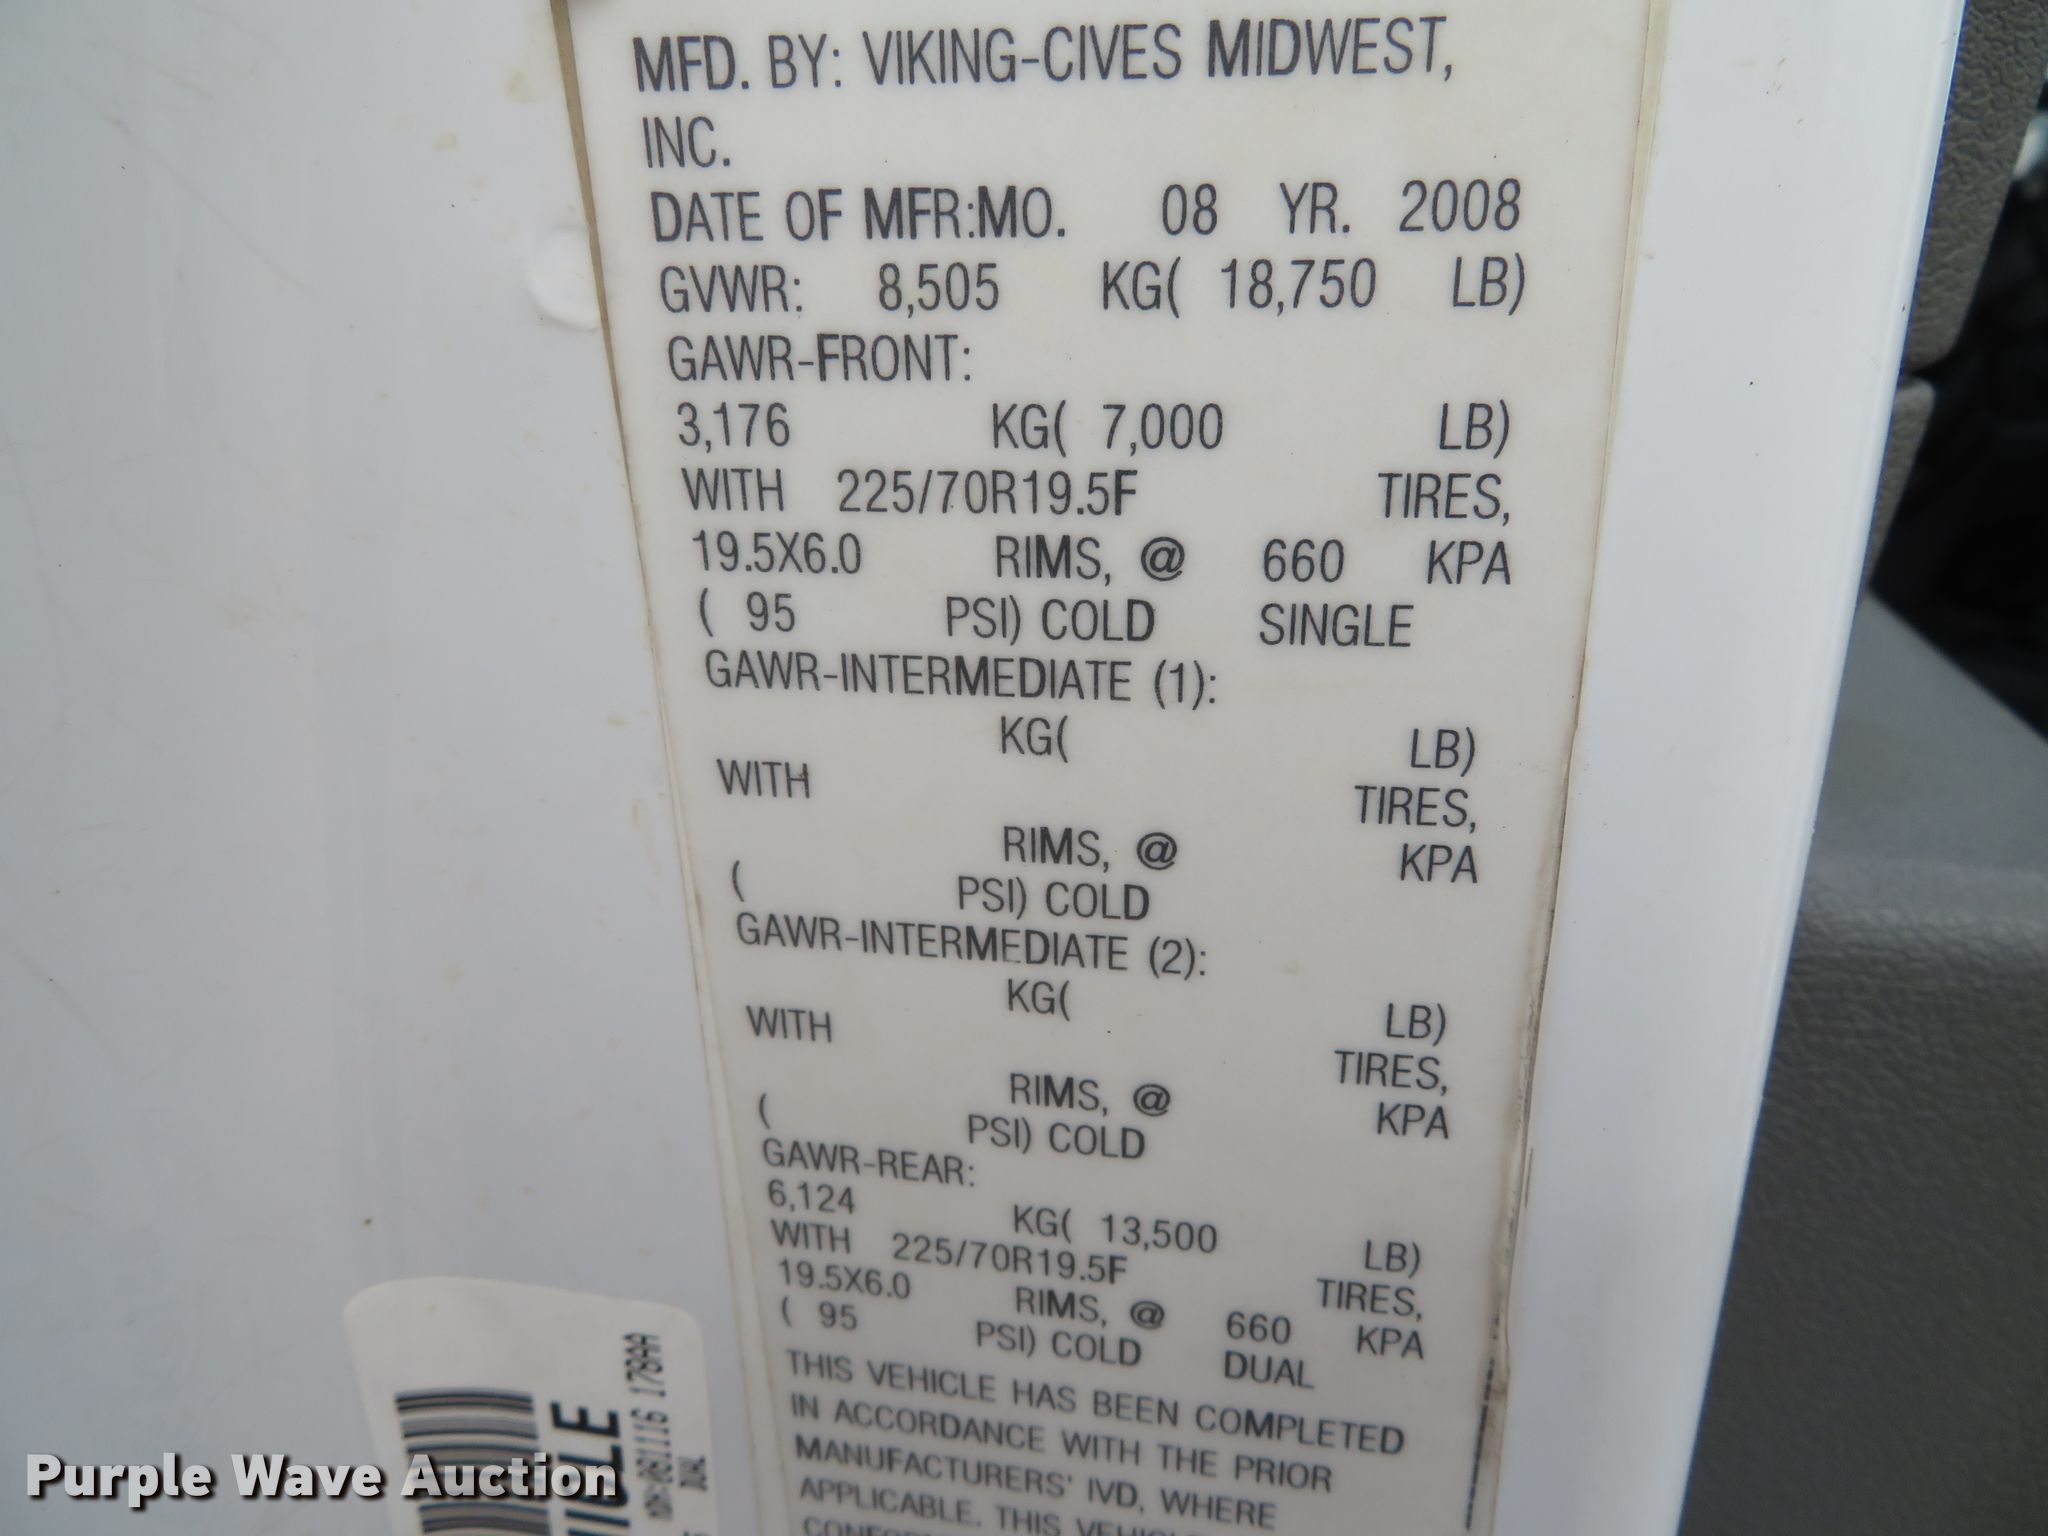 MFD. BY: VIKING-CIVES MIDWEST,
INC.
DATE OF MFR:MO. 08 YR. 2008
GVWR: 8,505 KG( 18,750 LB)
GAWR-FRONT:
3,176 KG( 7,000 LB)
WITH 225/70R19.5F TIRES,
19.5X6.0 RIMS, @ 660 KPA
( 95 PSI) COLD SINGLE
GAWR-INTERMEDIATE (1):
KG( LB)
WITH TIRES,
RIMS, @ KPA
( PSI) COLD
GAWR-INTERMEDIATE (2):
KG( LB)
WITH TIRES,
RIMS, @ KPA
( PSI) COLD
GAWR-REAR:
6,124 KG( 13,500 LB)
WITH 225/70R19.5F TIRES,
19.5X6.0 RIMS, @ 660 KPA
( 95 PSI) COLD DUAL
THIS VEHICLE HAS BEEN COMPLETED
IN ACCORDANCE WITH THE PRIOR
MANUFACTURERS' IVD, WHERE
APPLICABLE. THIS
178AA
DUAL
Purple Wave Auction